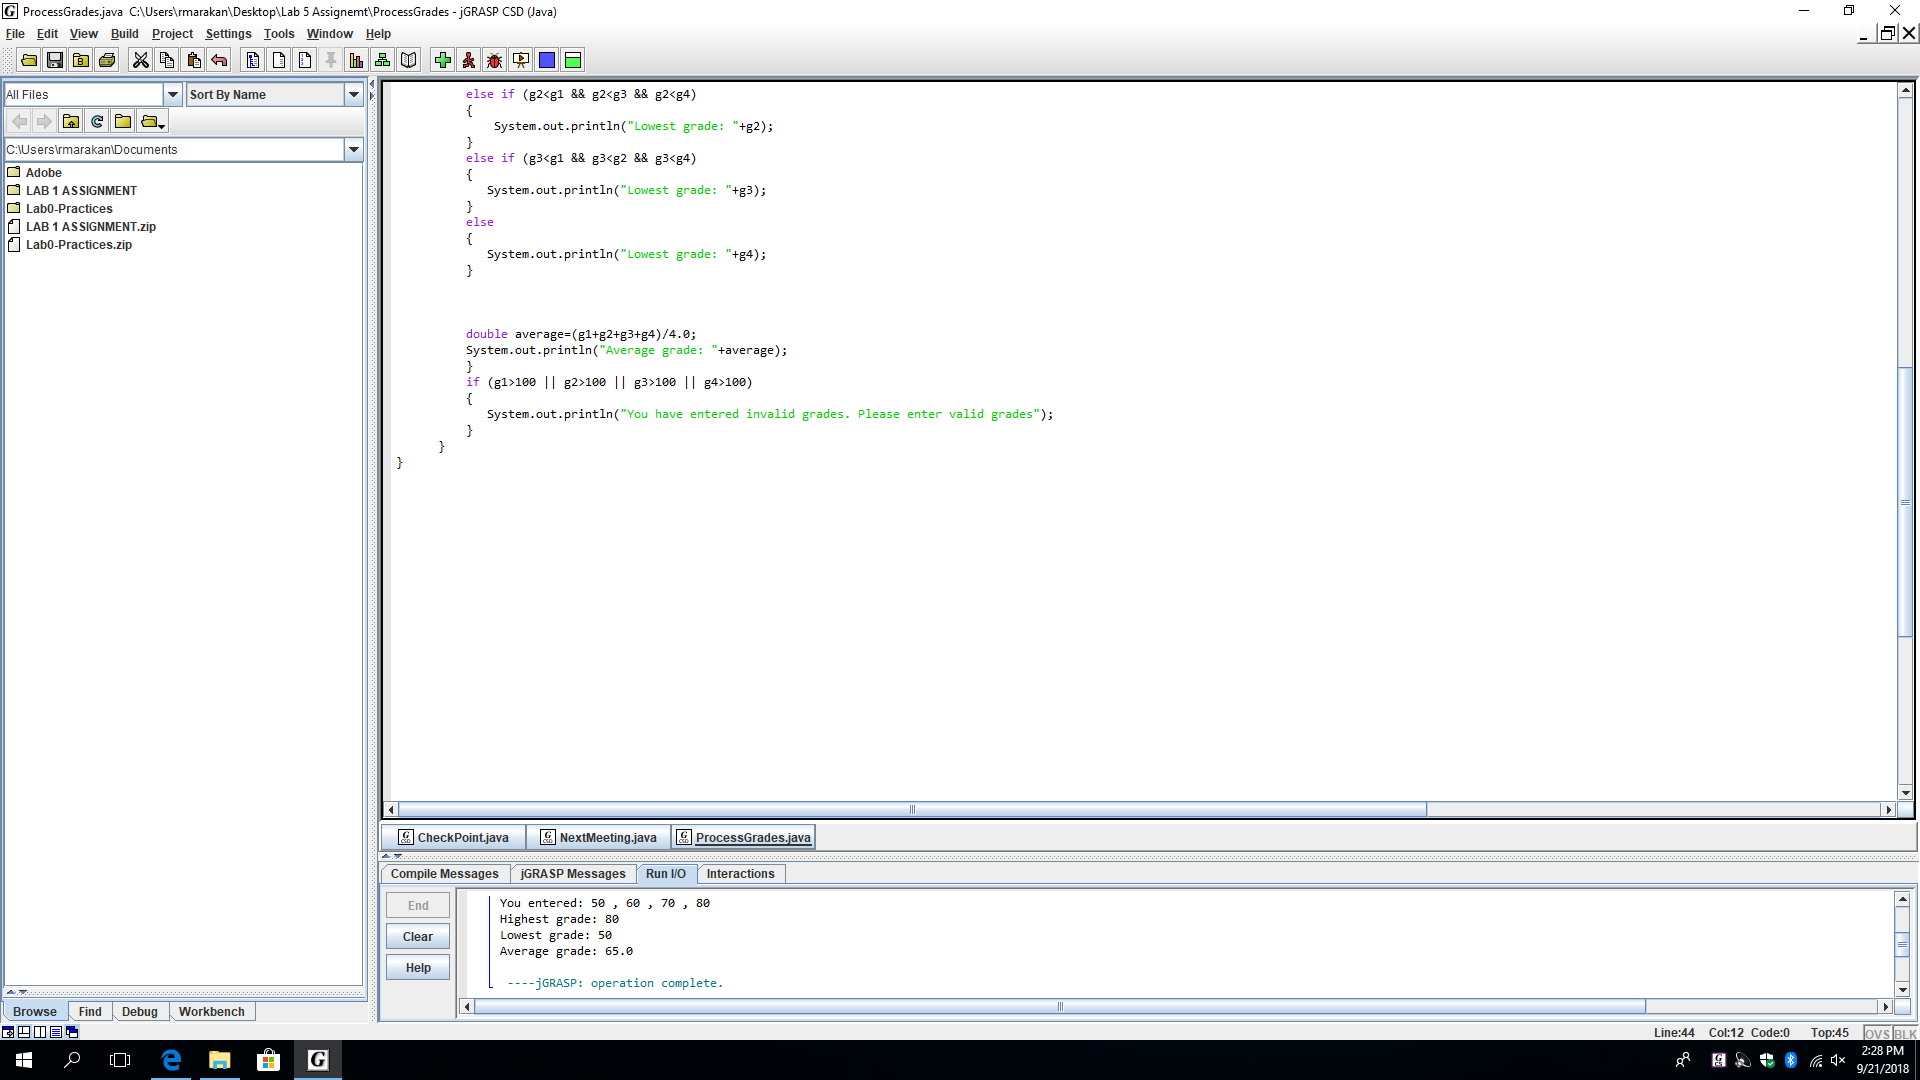 G ProcessGrades.java C:\Users\rmarakan\Desktop\Lab 5 Assignemt\ProcessGrades - jGRASP CSD (Java)
File Edit View Build Project Settings Tools Window Help
All Files Sort By Name
C:\Users\rmarakan\Documents
Adobe
LAB 1 ASSIGNMENT
Lab0-Practices
LAB 1 ASSIGNMENT.zip
Lab0-Practices.zip
else if (g2<g1 && g2<g3 && g2<g4)
{
System.out.println("Lowest grade: "+g2);
}
else if (g3<g1 && g3<g2 && g3<g4)
{
System.out.println("Lowest grade: "+g3);
}
else
{
System.out.println("Lowest grade: "+g4);
}
double average=(g1+g2+g3+g4)/4.0;
System.out.println("Average grade: "+average);
}
if (g1>100 || g2>100 || g3>100 || g4>100)
{
System.out.println("You have entered invalid grades. Please enter valid grades");
}
}
}
CheckPoint.java NextMeeting.java ProcessGrades.java
Compile Messages jGRASP Messages Run I/O Interactions
End
Clear
Help
You entered: 50 , 60 , 70 , 80
Highest grade: 80
Lowest grade: 50
Average grade: 65.0
----jGRASP: operation complete.
Browse Find Debug Workbench
Line:44 Col:12 Code:0 Top:45 OVS BLK
2:28 PM
9/21/2018